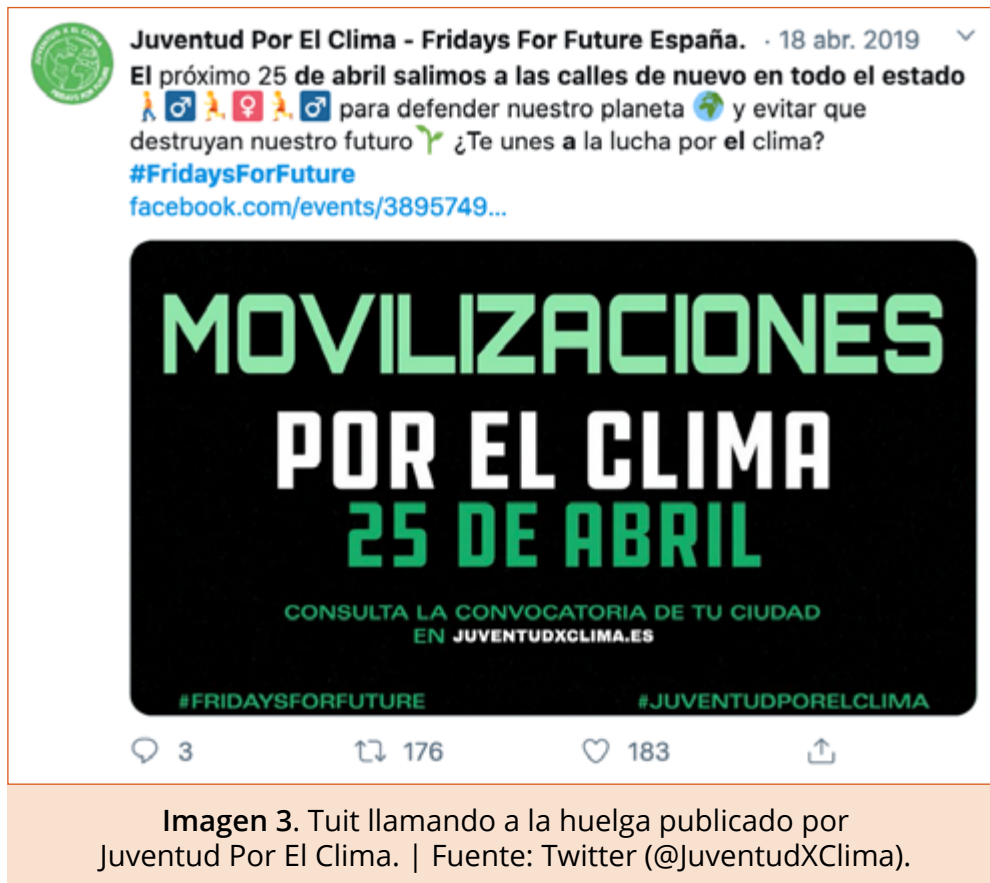 Juventud Por El Clima - Fridays For Future España. · 18 abr. 2019
El próximo 25 de abril salimos a las calles de nuevo en todo el estado
🚶♂️🏃♀️🏃♂️ para defender nuestro planeta 🌍 y evitar que
destruyan nuestro futuro🌱 ¿Te unes a la lucha por el clima?
#FridaysForFuture
facebook.com/events/3895749...
MOVILIZACIONES
POR EL CLIMA
25 DE ABRIL
CONSULTA LA CONVOCATORIA DE TU CIUDAD
EN JUVENTUDXCLIMA.ES
#FRIDAYSFORFUTURE #JUVENTUDPORELCLIMA
3 176 183
Imagen 3. Tuit llamando a la huelga publicado por
Juventud Por El Clima. | Fuente: Twitter (@JuventudXClima).